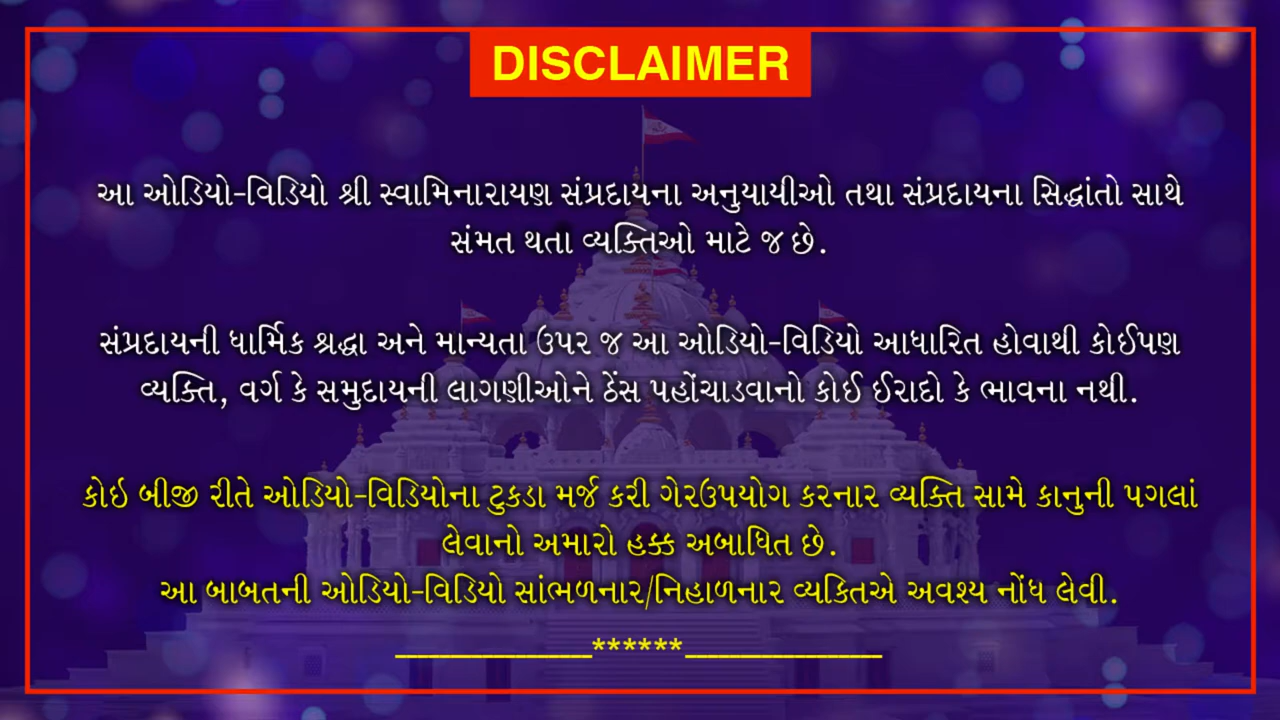 DISCLAIMER
આ ઓડિયો-વિડિયો શ્રી સ્વામિનારાયણ સંપ્રદાયના અનુયાયીઓ તથા સંપ્રદાયના સિદ્ધાંતો સાથે
સંમત થતા વ્યક્તિઓ માટે જ છે.
સંપ્રદાયની ધાર્મિક શ્રદ્ધા અને માન્યતા ઉપર જ આ ઓડિયો-વિડિયો આધારિત હોવાથી કોઈપણ
વ્યક્તિ, વર્ગ કે સમુદાયની લાગણીઓને ઠેંસ પહોંચાડવાનો કોઈ ઈરાદો કે ભાવના નથી.
કોઇ બીજી રીતે ઓડિયો-વિડિયોના ટુકડા મર્જ કરી ગેરઉપયોગ કરનાર વ્યક્તિ સામે કાનુની પગલાં
લેવાનો અમારો હક્ક અબાધિત છે.
આ બાબતની ઓડિયો-વિડિયો સાંભળનાર/નિહાળનાર વ્યકિતએ અવશ્ય નોંધ લેવી.
_________________******_________________